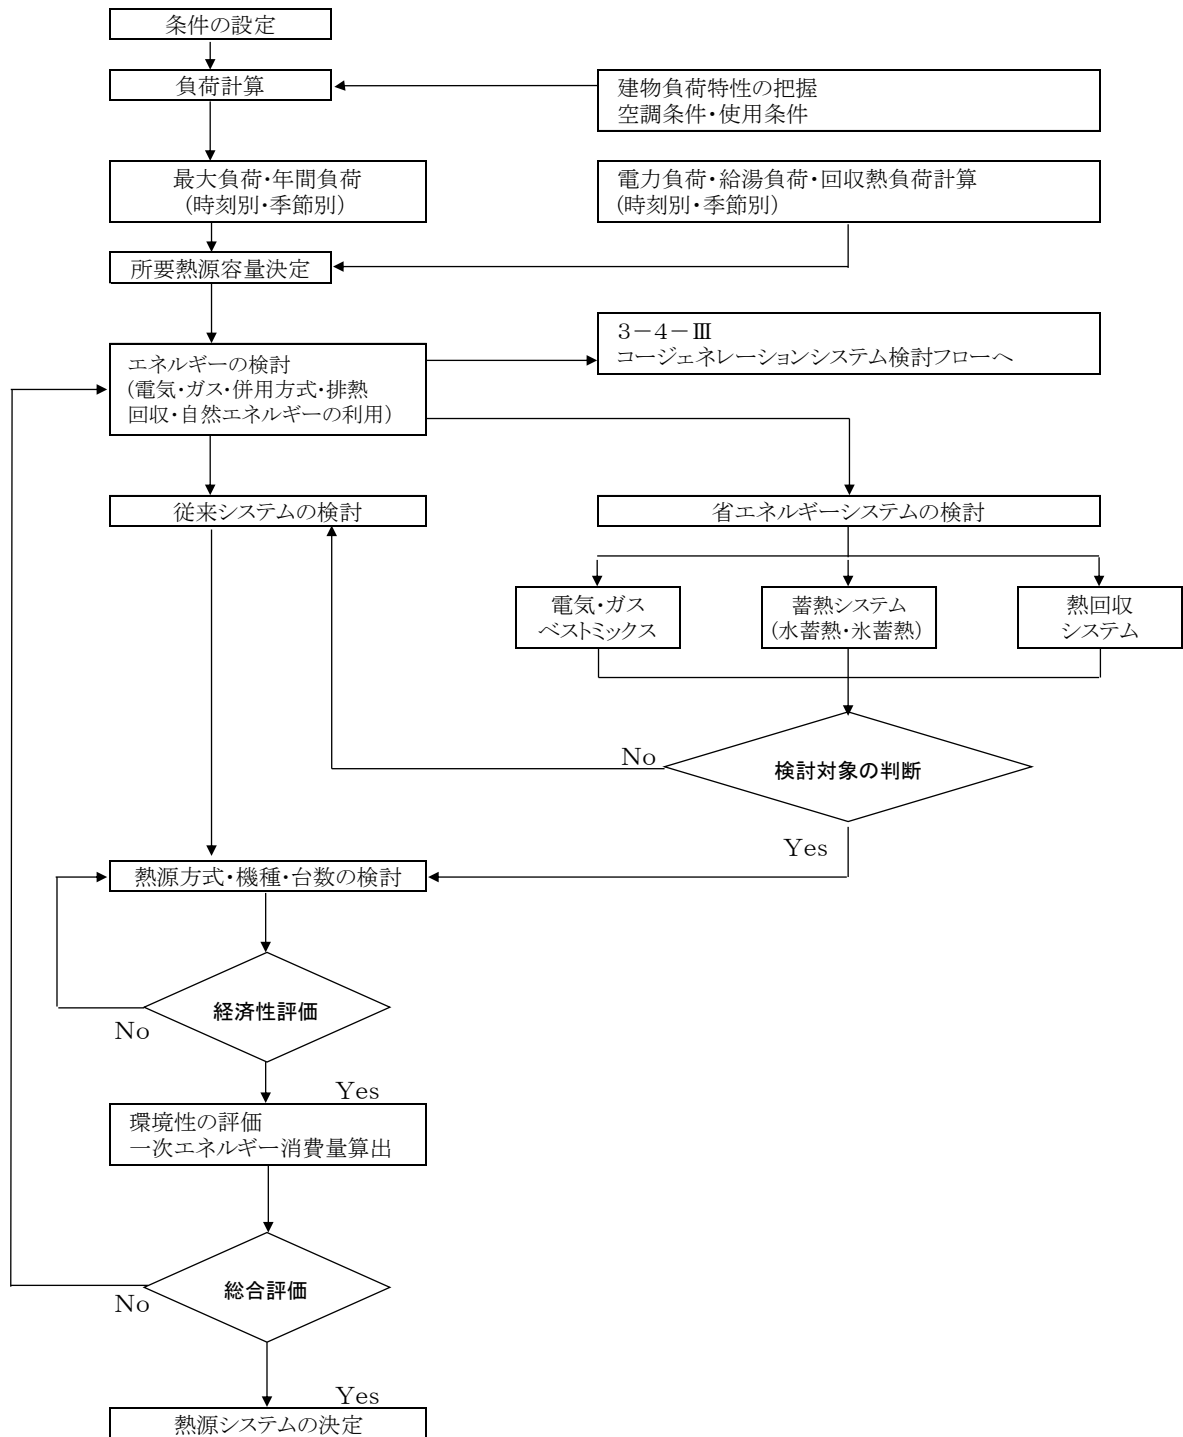 条件の設定
負荷計算
建物負荷特性の把握
空調条件・使用条件
最大負荷・年間負荷
(時刻別・季節別)
電力負荷・給湯負荷・回収熱負荷計算
(時刻別・季節別)
所要熱源容量決定
3－4－Ⅲ
コージェネレーションシステム検討フローへ
エネルギーの検討
(電気・ガス・併用方式・排熱
回収・自然エネルギーの利用)
従来システムの検討
省エネルギーシステムの検討
電気・ガス
ベストミックス
蓄熱システム
(水蓄熱・氷蓄熱)
熱回収
システム
No
検討対象の判断
Yes
熱源方式・機種・台数の検討
経済性評価
No
Yes
環境性の評価
一次エネルギー消費量算出
総合評価
No
Yes
熱源システムの決定